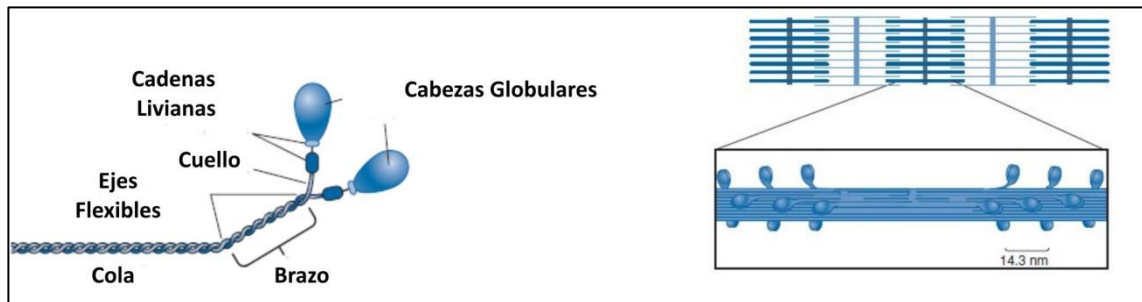 Cadenas
Livianas
Cabezas Globulares
Cuello
Ejes
Flexibles
Cola
Brazo
14.3 nm